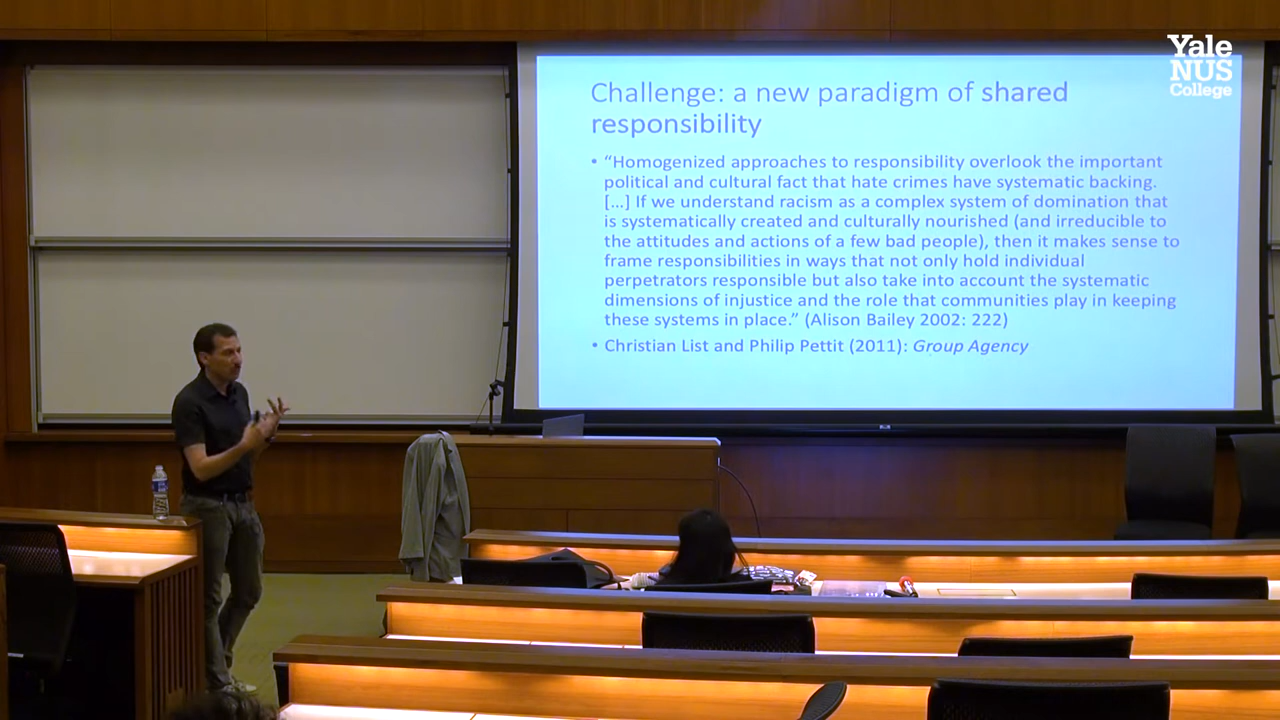 Yale
NUS
College
Challenge: a new paradigm of shared
responsibility
• “Homogenized approaches to responsibility overlook the important
political and cultural fact that hate crimes have systematic backing.
[…] If we understand racism as a complex system of domination that
is systematically created and culturally nourished (and irreducible to
the attitudes and actions of a few bad people), then it makes sense to
frame responsibilities in ways that not only hold individual
perpetrators responsible but also take into account the systematic
dimensions of injustice and the role that communities play in keeping
these systems in place.” (Alison Bailey 2002: 222)
• Christian List and Philip Pettit (2011): Group Agency